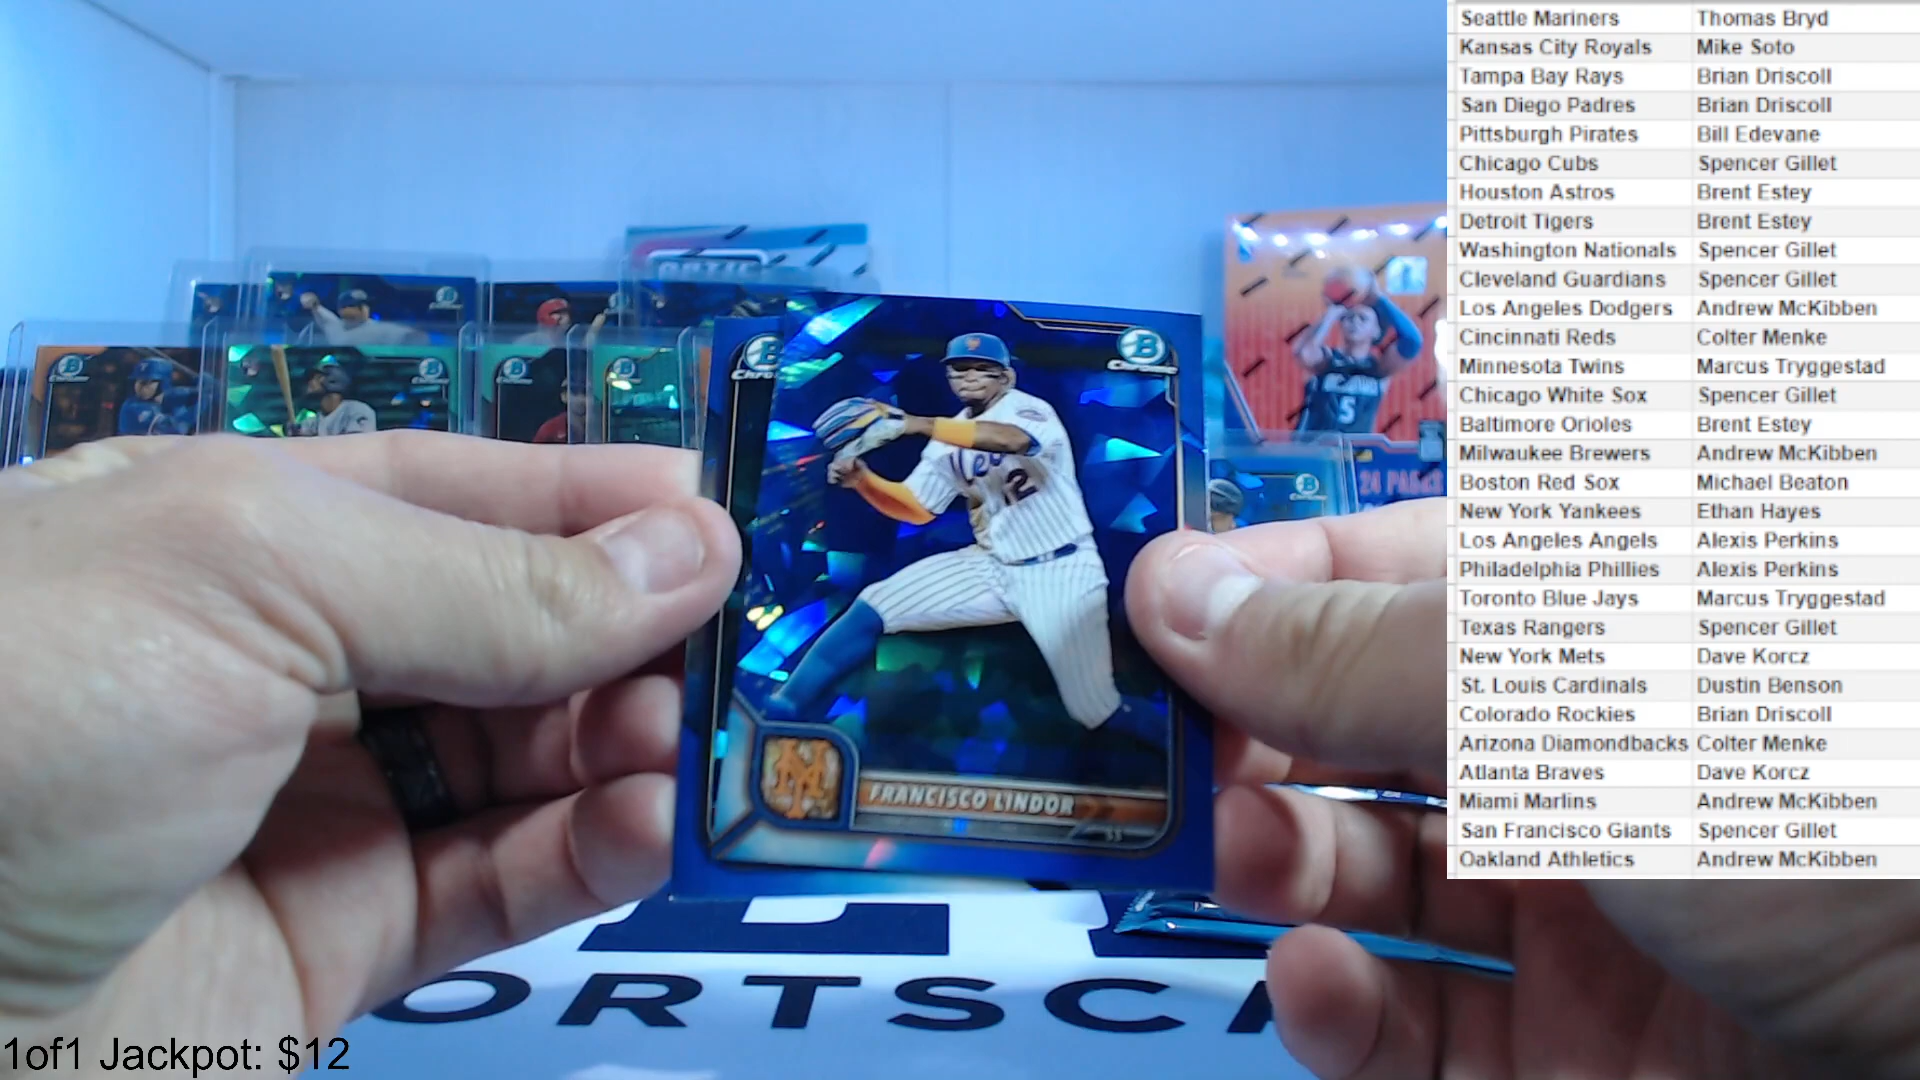 Seattle Mariners Thomas Bryd
Kansas City Royals Mike Soto
Tampa Bay Rays Brian Driscoll
San Diego Padres Brian Driscoll
Pittsburgh Pirates Bill Edevane
Chicago Cubs Spencer Gillet
Houston Astros Brent Estey
Detroit Tigers Brent Estey
Washington Nationals Spencer Gillet
Cleveland Guardians Spencer Gillet
Los Angeles Dodgers Andrew McKibben
Cincinnati Reds Colter Menke
Minnesota Twins Marcus Tryggestad
Chicago White Sox Spencer Gillet
Baltimore Orioles Brent Estey
Milwaukee Brewers Andrew McKibben
Boston Red Sox Michael Beaton
New York Yankees Ethan Hayes
Los Angeles Angels Alexis Perkins
Philadelphia Phillies Alexis Perkins
Toronto Blue Jays Marcus Tryggestad
Texas Rangers Spencer Gillet
New York Mets Dave Korcz
St. Louis Cardinals Dustin Benson
Colorado Rockies Brian Driscoll
Arizona Diamondbacks Colter Menke
Atlanta Braves Dave Korcz
Miami Marlins Andrew McKibben
San Francisco Giants Spencer Gillet
Oakland Athletics Andrew McKibben
B
Chrome
5
24
2
NY
FRANCISCO LINDOR
SS
ORTSC
1of1 Jackpot: $12